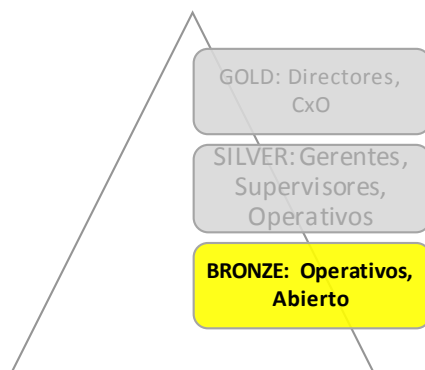 GOLD: Directores,
CxO
SILVER: Gerentes,
Supervisores,
Operativos
BRONZE: Operativos,
Abierto